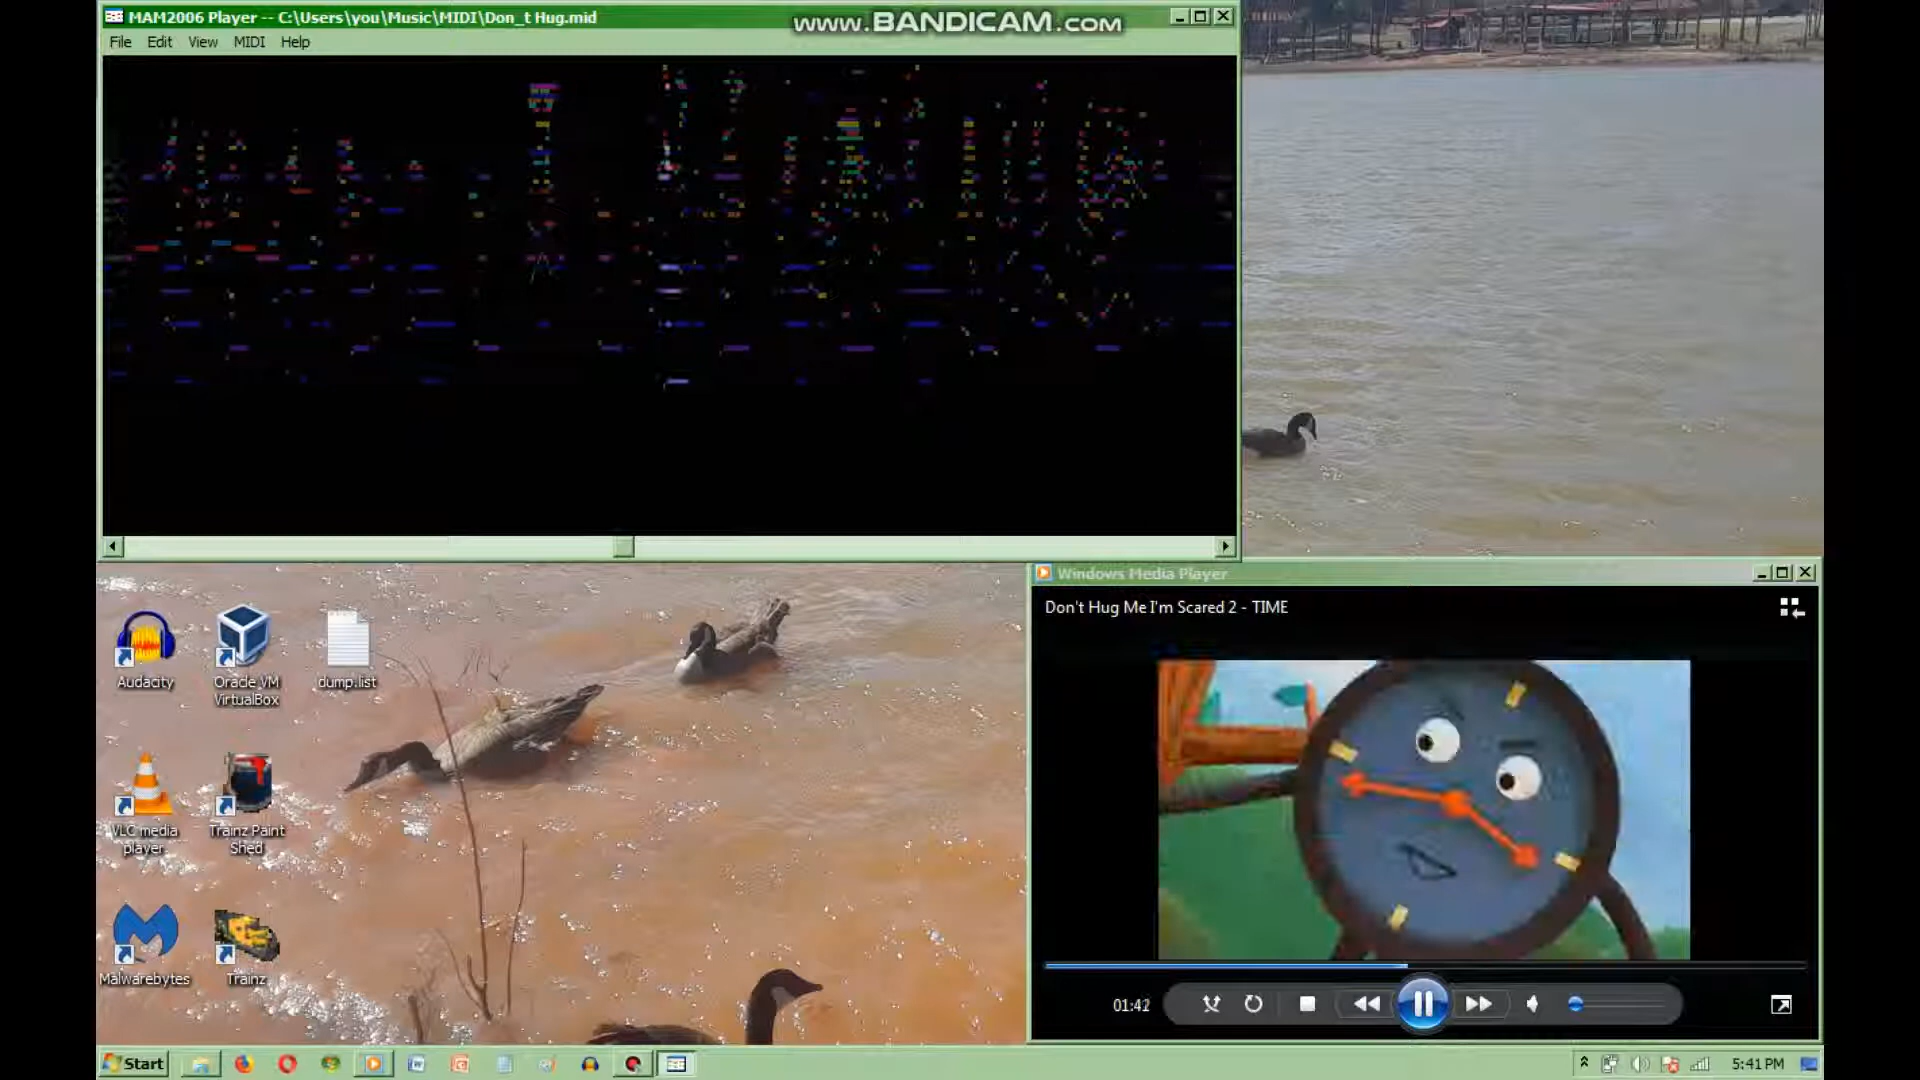 MAM2006 Player -- C:\Users\you\Music\MIDI\Don_t Hug.mid
www.BANDICAM.com
File Edit View MIDI Help
Windows Media Player
Don't Hug Me I'm Scared 2 - TIME
Audacity
Oracle VM
VirtualBox
dump.list
VLC media
player
Trainz Paint
Shed
Malwarebytes
Trainz
01:42
Start
5:41 PM